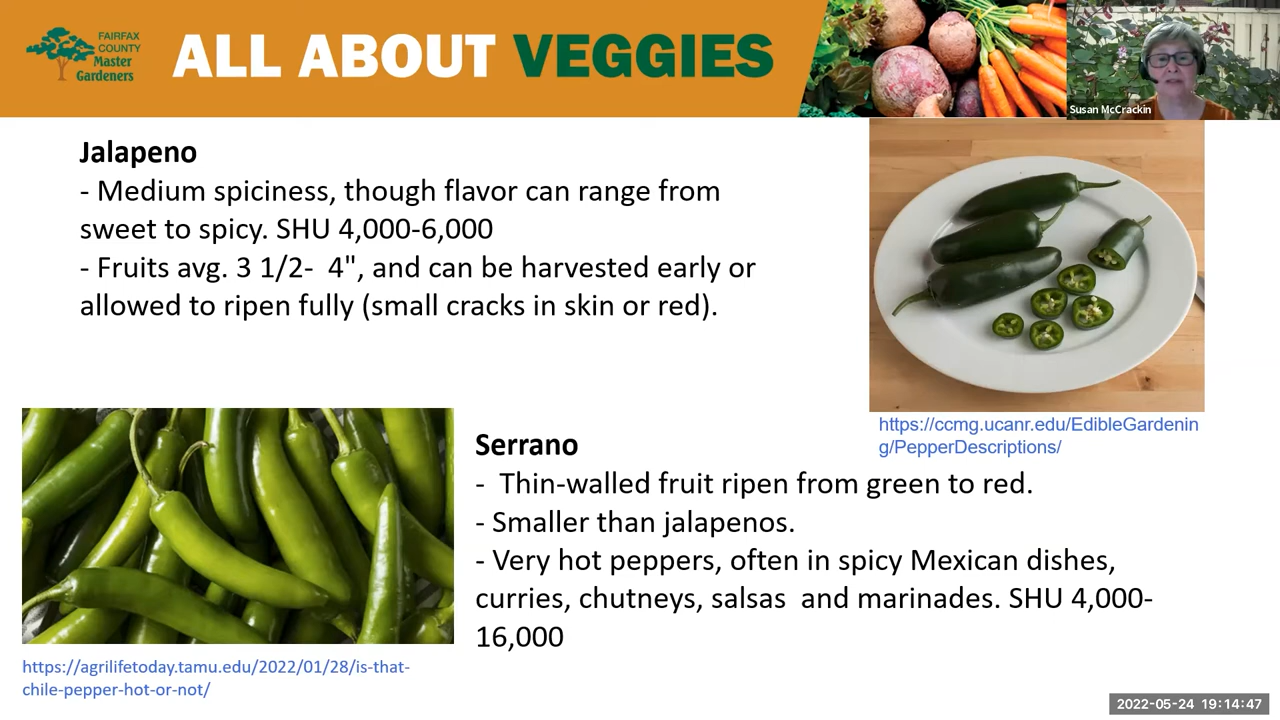 FAIRFAX
COUNTY
Master
Gardeners
ALL ABOUT VEGGIES
Susan McCrackin
Jalapeno
- Medium spiciness, though flavor can range from
sweet to spicy. SHU 4,000-6,000
- Fruits avg. 3 1/2-  4", and can be harvested early or
allowed to ripen fully (small cracks in skin or red).
https://ccmg.ucanr.edu/EdibleGardenin
g/PepperDescriptions/
Serrano
-  Thin-walled fruit ripen from green to red.
- Smaller than jalapenos.
- Very hot peppers, often in spicy Mexican dishes,
curries, chutneys, salsas  and marinades. SHU 4,000-
16,000
https://agrilifetoday.tamu.edu/2022/01/28/is-that-
chile-pepper-hot-or-not/
2022-05-24  19:14:47